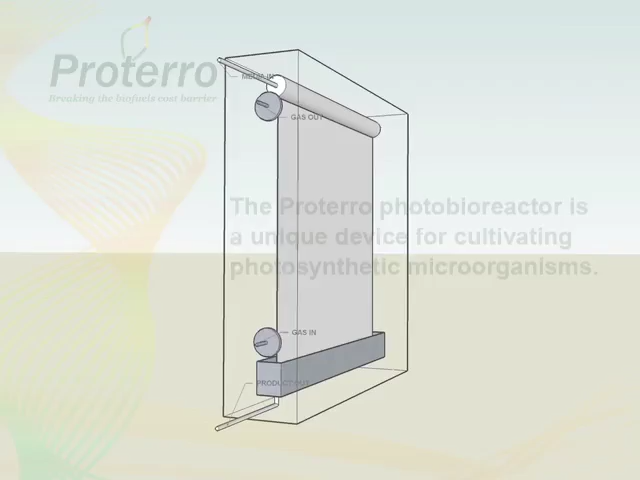 Proterro
Breaking the biofuels cost barrier
MEDIA IN
GAS OUT
The Proterro photobioreactor is
a unique device for cultivating
photosynthetic microorganisms.
GAS IN
PRODUCT OUT